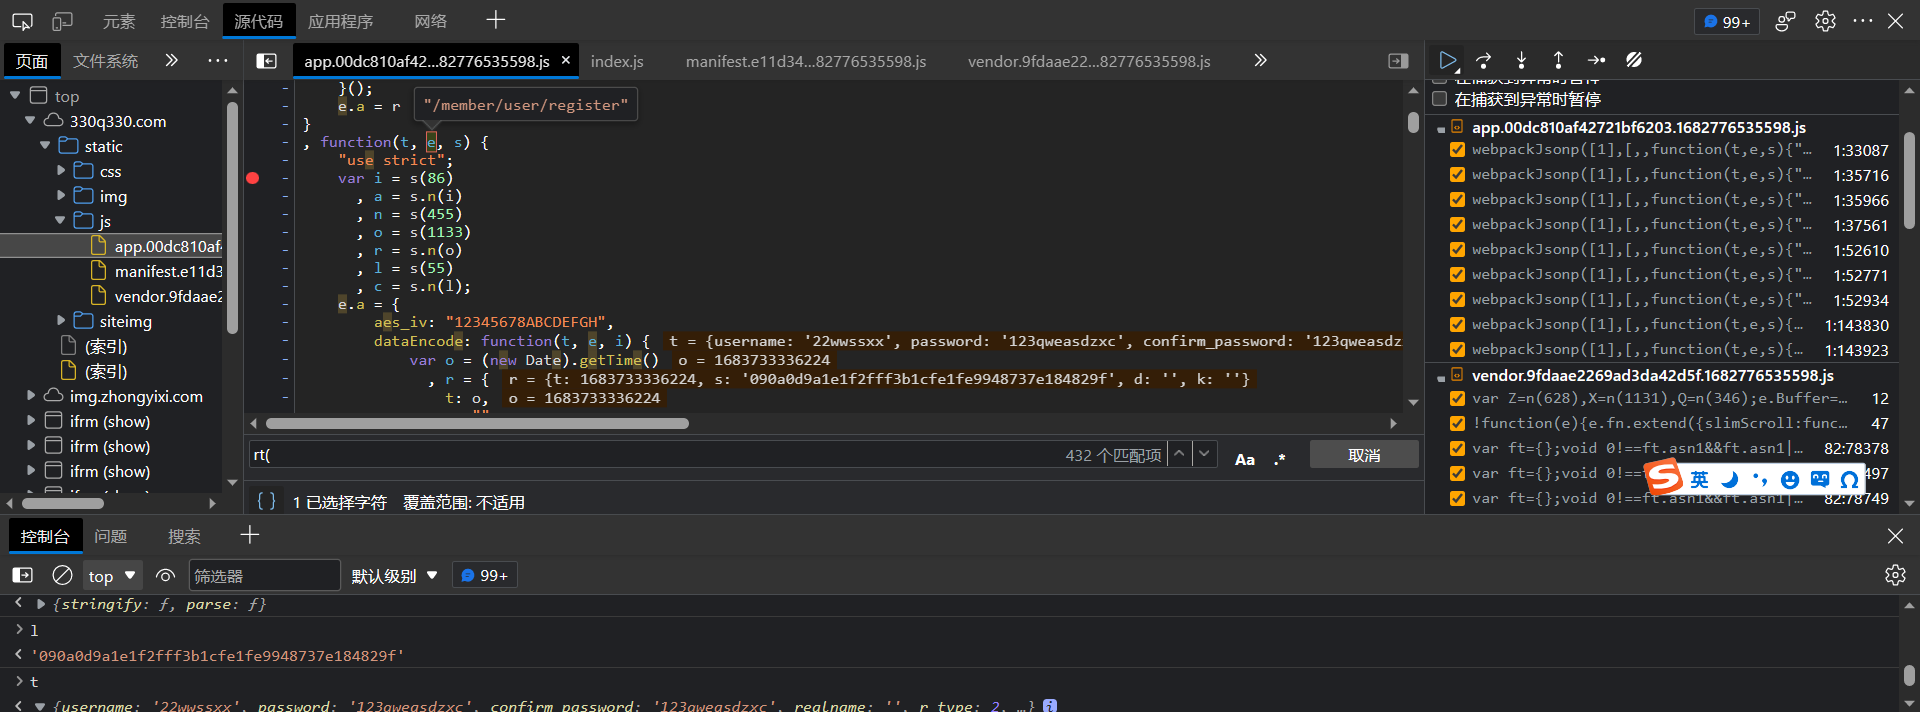 元素 控制台 源代码 应用程序 网络 99+
页面 文件系统 app.00dc810af42...82776535598.js × index.js manifest.e11d34...82776535598.js vendor.9fdaae22...82776535598.js
top
330q330.com
static
css
img
js
app.00dc810af4
manifest.e11d3
vendor.9fdaae2
siteimg
(索引)
(索引)
img.zhongyixi.com
ifrm (show)
ifrm (show)
ifrm (show)
- }();
- e.a = r
"/member/user/register"
- }
- , function(t, e, s) {
- "use strict";
- var i = s(86)
- , a = s.n(i)
- , n = s(455)
- , o = s(1133)
- , r = s.n(o)
- , l = s(55)
- , c = s.n(l);
- e.a = {
- aes_iv: "12345678ABCDEFGH",
- dataEncode: function(t, e, i) { t = {username: '22wwssxx', password: '123qweasdzxc', confirm_password: '123qweasdz
- var o = (new Date).getTime() o = 1683733336224
- , r = { r = {t: 1683733336224, s: '090a0d9a1e1f2fff3b1cfe1fe9948737e184829f', d: '', k: ''}
- t: o, o = 1683733336224
rt( 432 个匹配项 Aa .* 取消
{ } 1 已选择字符 覆盖范围: 不适用
在捕获到异常时暂停
app.00dc810af42721bf6203.1682776535598.js
webpackJsonp([1],[,,function(t,e,s){"… 1:33087
webpackJsonp([1],[,,function(t,e,s){"… 1:35716
webpackJsonp([1],[,,function(t,e,s){"… 1:35966
webpackJsonp([1],[,,function(t,e,s){"… 1:37561
webpackJsonp([1],[,,function(t,e,s){"… 1:52610
webpackJsonp([1],[,,function(t,e,s){"… 1:52771
webpackJsonp([1],[,,function(t,e,s){"… 1:52934
webpackJsonp([1],[,,function(t,e,s){"… 1:143830
webpackJsonp([1],[,,function(t,e,s){"… 1:143923
vendor.9fdaae2269ad3da42d5f.1682776535598.js
var Z=n(628),X=n(1131),Q=n(346);e.Buffer=… 12
!function(e){e.fn.extend({slimScroll:func… 47
var ft={};void 0!==ft.asn1&&ft.asn1|… 82:78378
var ft={};void 0!==f 497
var ft={};void 0!==ft.asn1&&ft.asn1|… 82:78749
英
控制台 问题 搜索
top 筛选器 默认级别 99+
{stringify: ƒ, parse: ƒ}
l
'090a0d9a1e1f2fff3b1cfe1fe9948737e184829f'
t
{username: '22wwssxx', password: '123qweasdzxc', confirm_password: '123qweasdzxc', realname: '', r_type: 2, …}